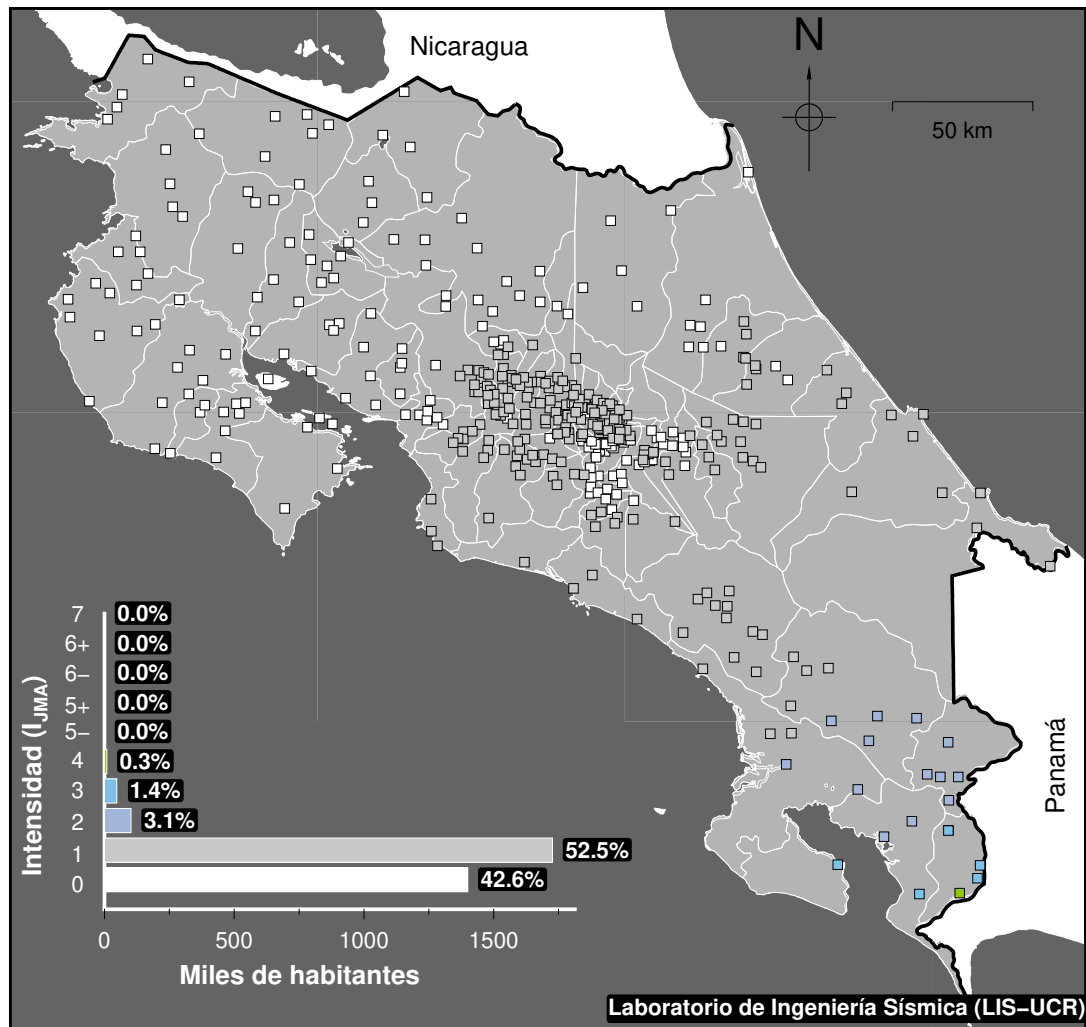 Nicaragua
N
50 km
Panamá
Intensidad (I_JMA)
7 0.0%
6+ 0.0%
6− 0.0%
5+ 0.0%
5− 0.0%
4 0.3%
3 1.4%
2 3.1%
1 52.5%
0 42.6%
0 500 1000 1500
Miles de habitantes
Laboratorio de Ingeniería Sísmica (LIS−UCR)